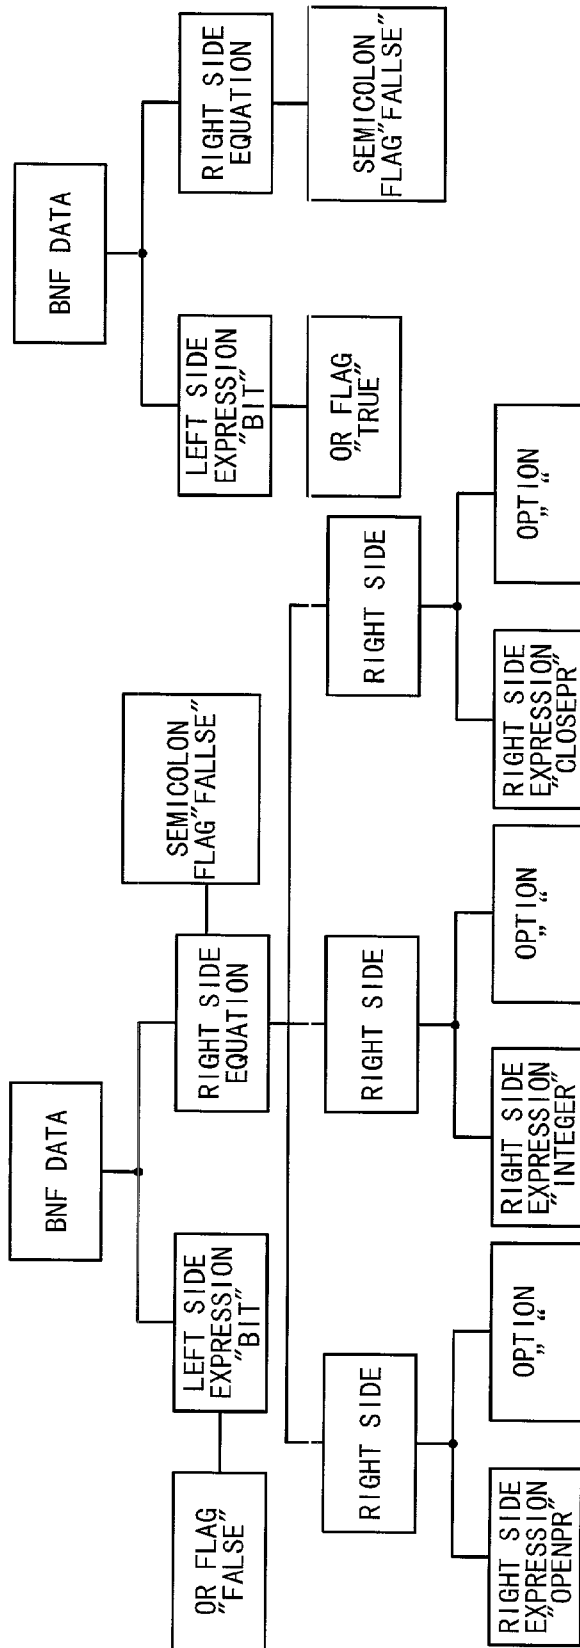 BNF DATA
OR FLAG
"FALSE"
LEFT SIDE
EXPRESSION
"BIT"
RIGHT SIDE
EQUATION
SEMICOLON
FLAG"FALLSE"
RIGHT SIDE
RIGHT SIDE
RIGHT SIDE
RIGHT SIDE
EXPRESSION
"OPENPR"
OPTION
" "
RIGHT SIDE
EXPRESSION
"INTEGER"
OPTION
" "
RIGHT SIDE
EXPRESSION
"CLOSEPR"
OPTION
" "
BNF DATA
LEFT SIDE
EXPRESSION
"BIT"
RIGHT SIDE
EQUATION
OR FLAG
"TRUE"
SEMICOLON
FLAG"FALLSE"